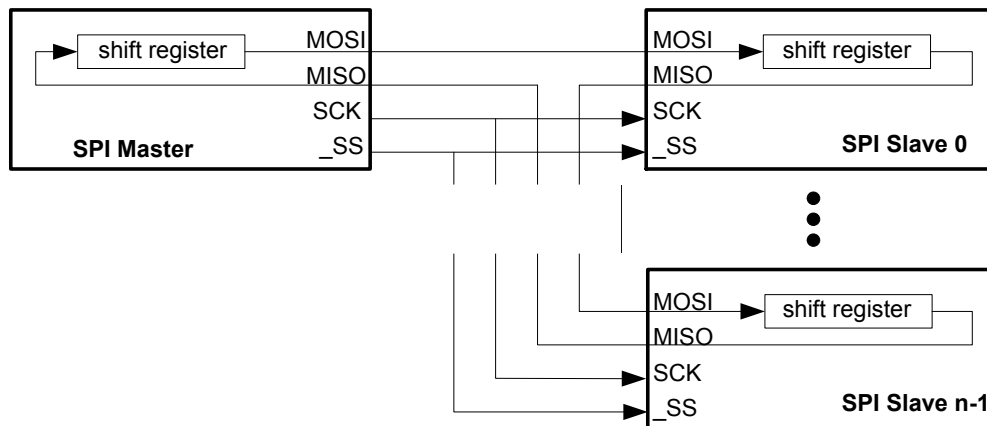 shift register
MOSI
MISO
SCK
_SS
SPI Master
MOSI
shift register
MISO
SCK
_SS
SPI Slave 0
MOSI
shift register
MISO
SCK
_SS
SPI Slave n-1